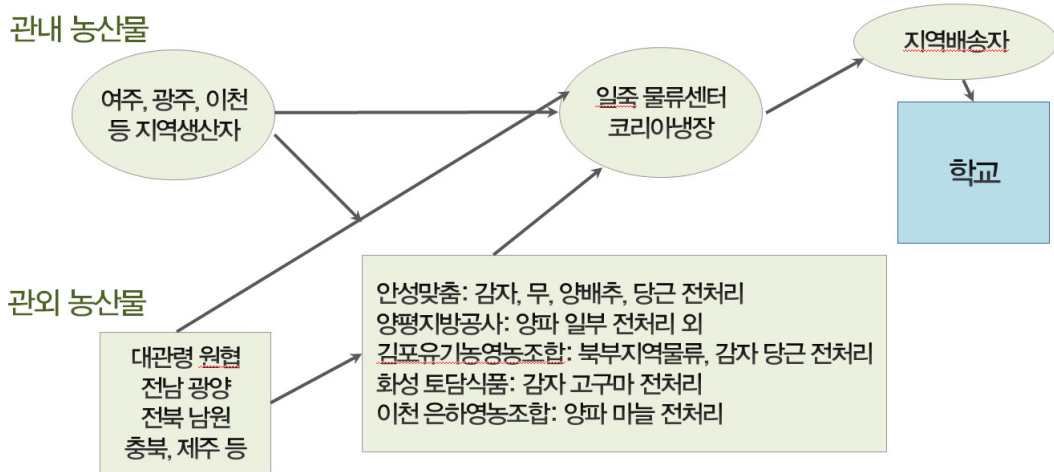 관내 농산물
여주, 광주, 이천
등 지역생산자
일죽 물류센터
코리아냉장
지역배송자
학교
관외 농산물
대관령 원협
전남 광양
전북 남원
충북, 제주 등
안성맞춤: 감자, 무, 양배추, 당근 전처리
양평지방공사: 양파 일부 전처리 외
김포유기농영농조합: 북부지역물류, 감자 당근 전처리
화성 토담식품: 감자 고구마 전처리
이천 은하영농조합: 양파 마늘 전처리